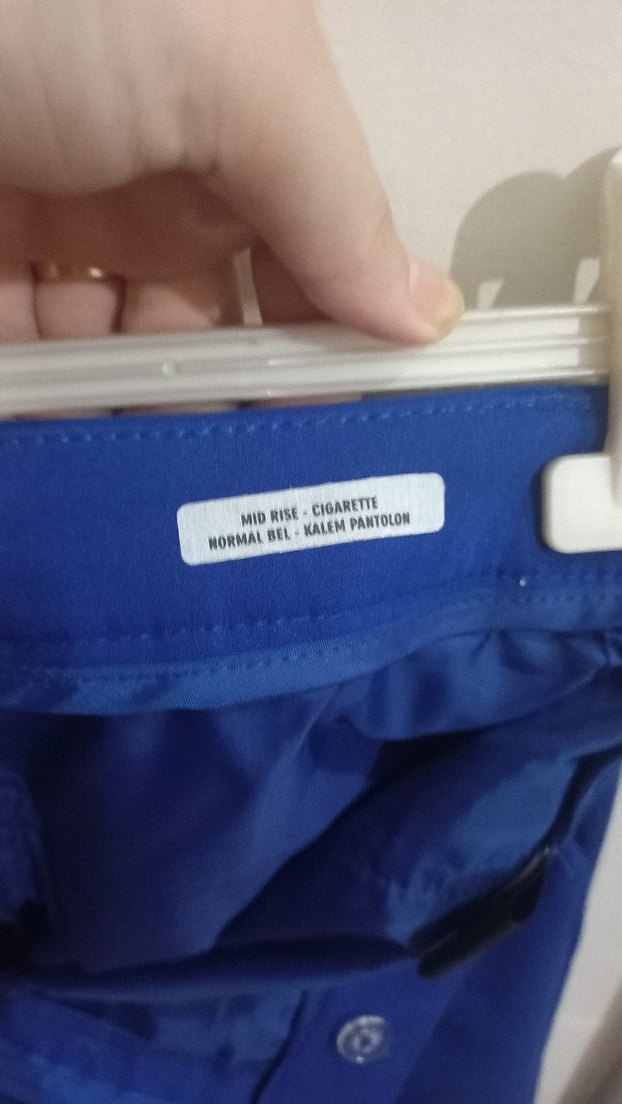 MID RISE - CIGARETTE
NORMAL BEL - KALEM PANTOLON